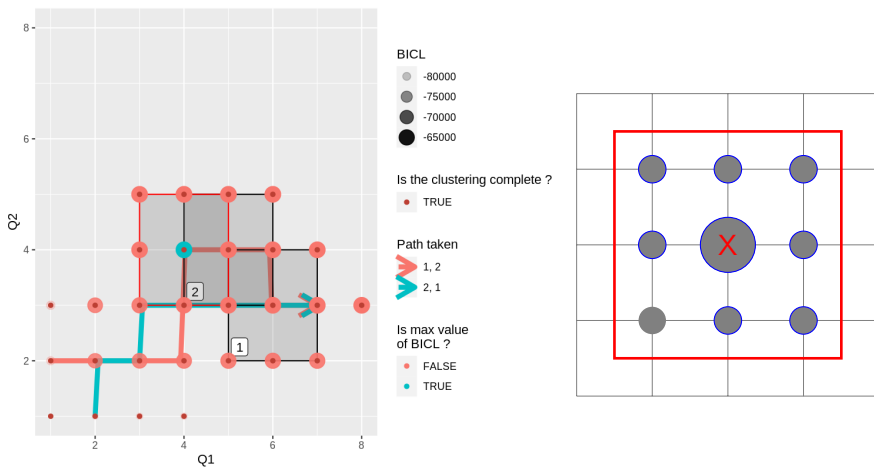 8
6
4
2
Q2
2
1
2
4
6
8
Q1
BICL
-80000
-75000
-70000
-65000
Is the clustering complete ?
TRUE
Path taken
1, 2
2, 1
Is max value
of BICL ?
FALSE
TRUE
X